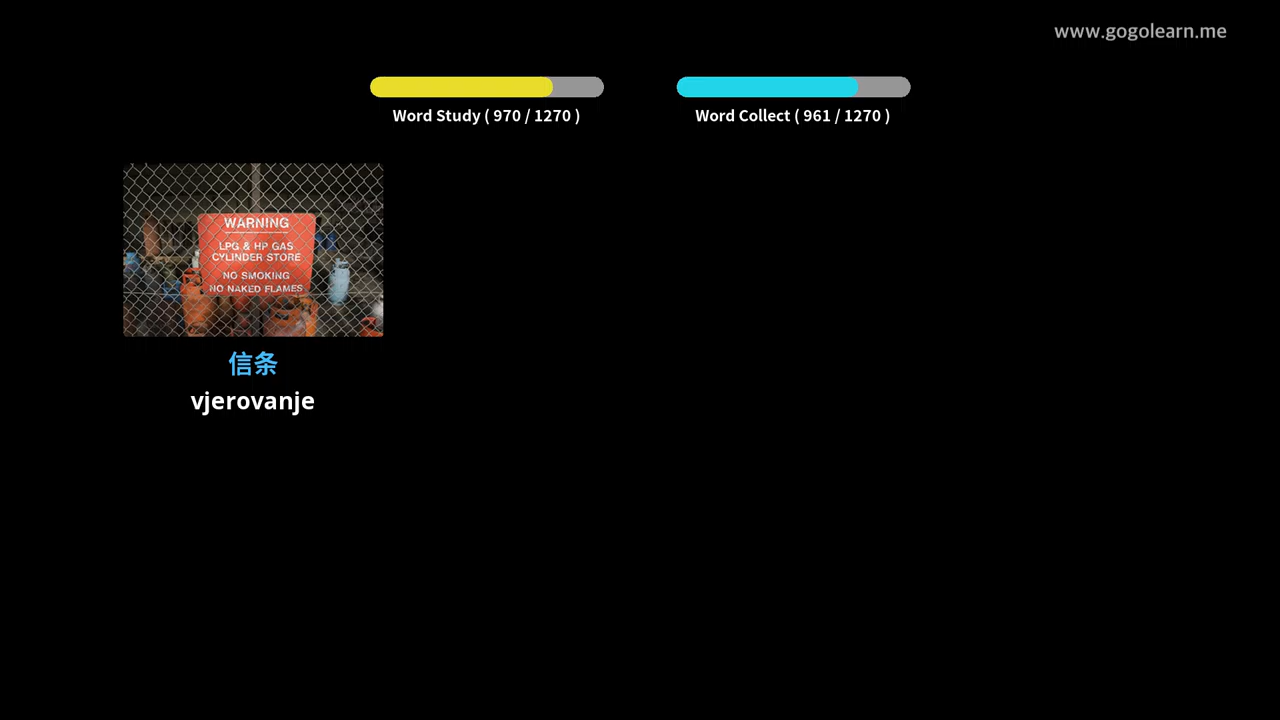 www.gogolearn.me
Word Study ( 970 / 1270 )
Word Collect ( 961 / 1270 )
WARNING
LPG & HP GAS
CYLINDER STORE
NO SMOKING
NO NAKED FLAMES
信条
vjerovanje